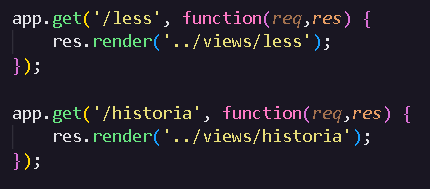 app.get('/less', function(req,res) {
    res.render('../views/less');
});

app.get('/historia', function(req,res) {
    res.render('../views/historia');
});